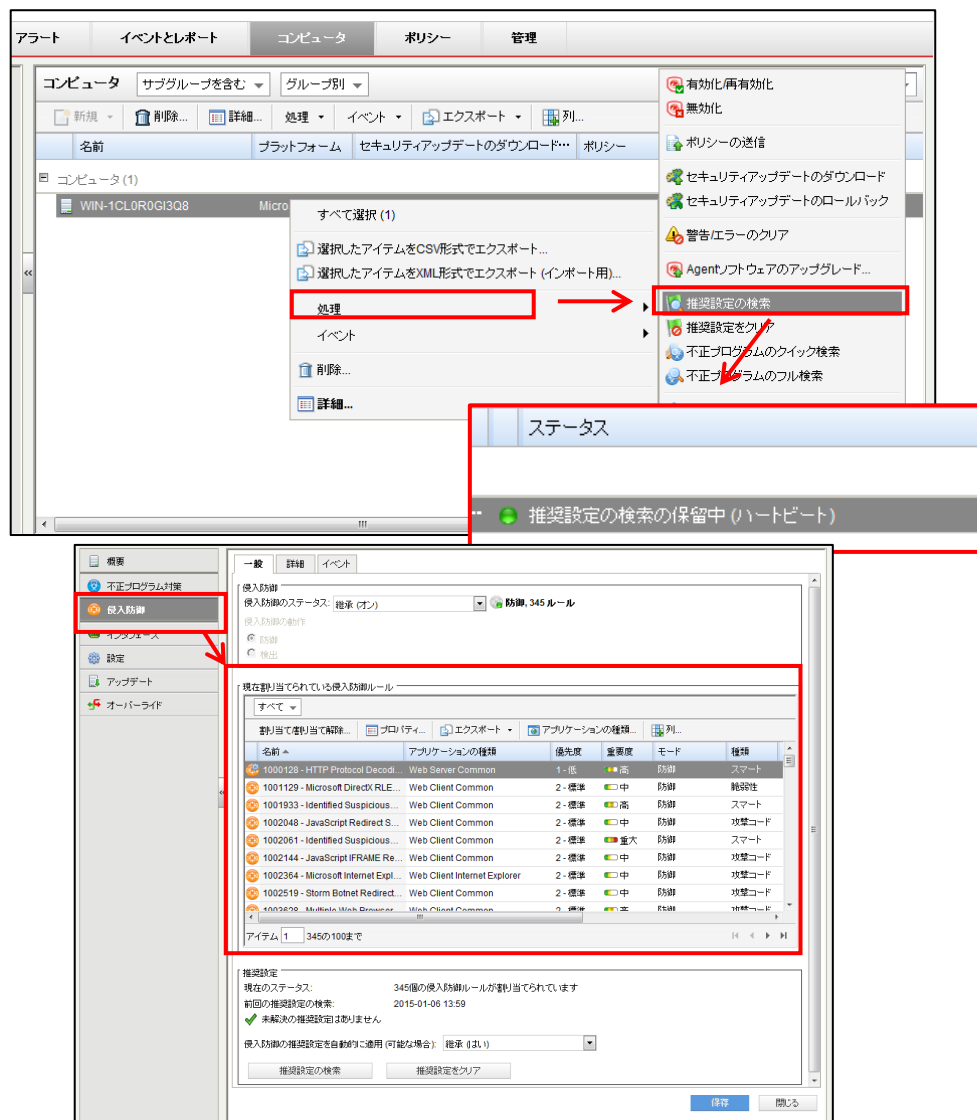 アラート イベントとレポート コンピュータ ポリシー 管理
コンピュータ サブグループを含む グループ別
新規 削除... 詳細... 処理 イベント エクスポート 列...
名前 プラットフォーム セキュリティアップデートのダウンロード… ポリシー
コンピュータ (1)
WIN-1CL0R0GI3Q8 Micro
すべて選択 (1)
選択したアイテムをCSV形式でエクスポート...
選択したアイテムをXML形式でエクスポート (インポート用)...
処理
イベント
削除...
詳細...
有効化/再有効化
無効化
ポリシーの送信
セキュリティアップデートのダウンロード
セキュリティアップデートのロールバック
警告/エラーのクリア
Agentソフトウェアのアップグレード...
推奨設定の検索
推奨設定をクリア
不正プログラムのクイック検索
不正プログラムのフル検索
ステータス
推奨設定の検索の保留中 (ハートビート)
概要
不正プログラム対策
侵入防御
インタフェース
設定
アップデート
オーバーライド
一般 詳細 イベント
侵入防御
侵入防御のステータス: 継承 (オン) 防御, 345 ルール
侵入防御の動作
防御
検出
現在割り当てられている侵入防御ルール
すべて
割り当て/割り当て解除... プロパティ... エクスポート アプリケーションの種類... 列...
名前 アプリケーションの種類 優先度 重要度 モード 種類
1000128 - HTTP Protocol Decodi... Web Server Common 1 - 低 高 防御 スマート
1001129 - Microsoft DirectX RLE... Web Client Common 2 - 標準 中 防御 脆弱性
1001933 - Identified Suspicious... Web Client Common 2 - 標準 高 防御 スマート
1002048 - JavaScript Redirect S... Web Client Common 2 - 標準 中 防御 攻撃コード
1002061 - Identified Suspicious... Web Client Common 2 - 標準 重大 防御 スマート
1002144 - JavaScript IFRAME Re... Web Client Common 2 - 標準 中 防御 攻撃コード
1002364 - Microsoft Internet Expl... Web Client Internet Explorer 2 - 標準 中 防御 攻撃コード
1002519 - Storm Botnet Redirect... Web Client Common 2 - 標準 中 防御 攻撃コード
1003628 - Multiple Web Browser... Web Client Common 2 - 標準 高 防御 攻撃コード
アイテム 1 345の100まで
推奨設定
現在のステータス: 345個の侵入防御ルールが割り当てられています
前回の推奨設定の検索: 2015-01-06 13:59
未解決の推奨設定はありません
侵入防御の推奨設定を自動的に適用 (可能な場合): 継承 (はい)
推奨設定の検索 推奨設定をクリア
保存 閉じる